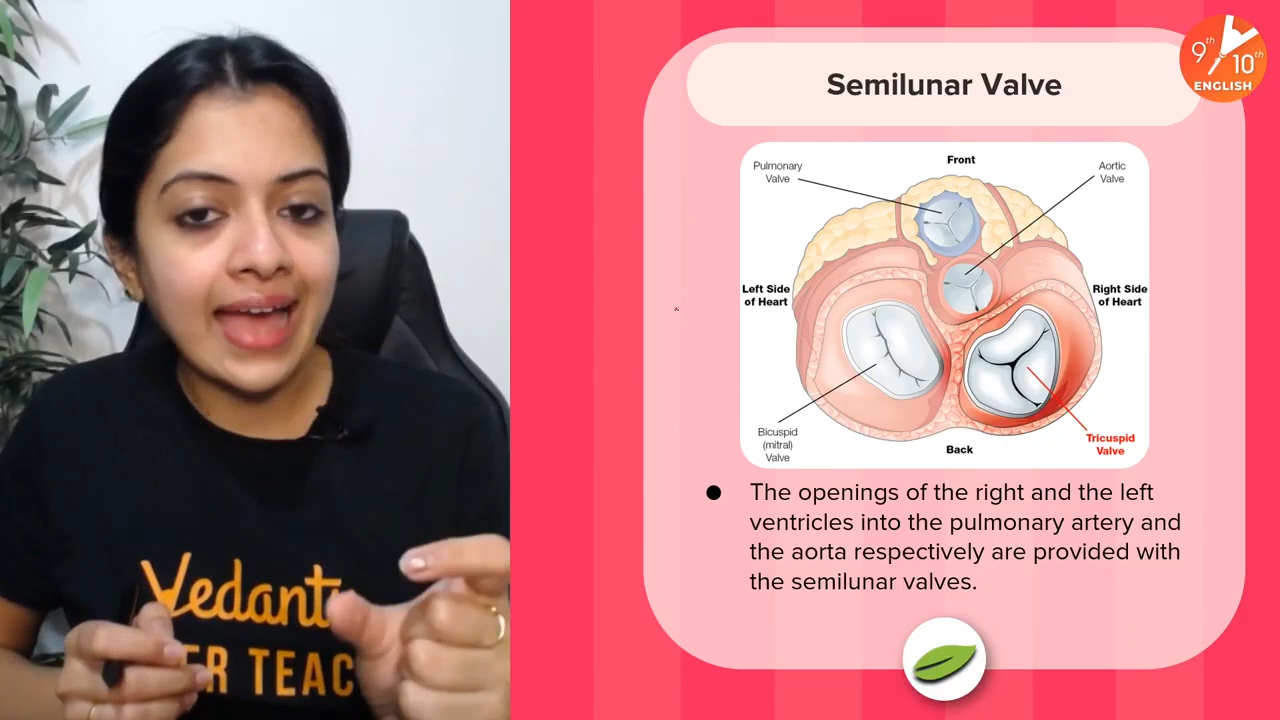 Semilunar Valve
9th 10th
ENGLISH
Front
Pulmonary
Valve
Aortic
Valve
Left Side
of Heart
Right Side
of Heart
Bicuspid
(mitral)
Valve
Back
Tricuspid
Valve
● The openings of the right and the left
ventricles into the pulmonary artery and
the aorta respectively are provided with
the semilunar valves.
Vedant
ER TEAC